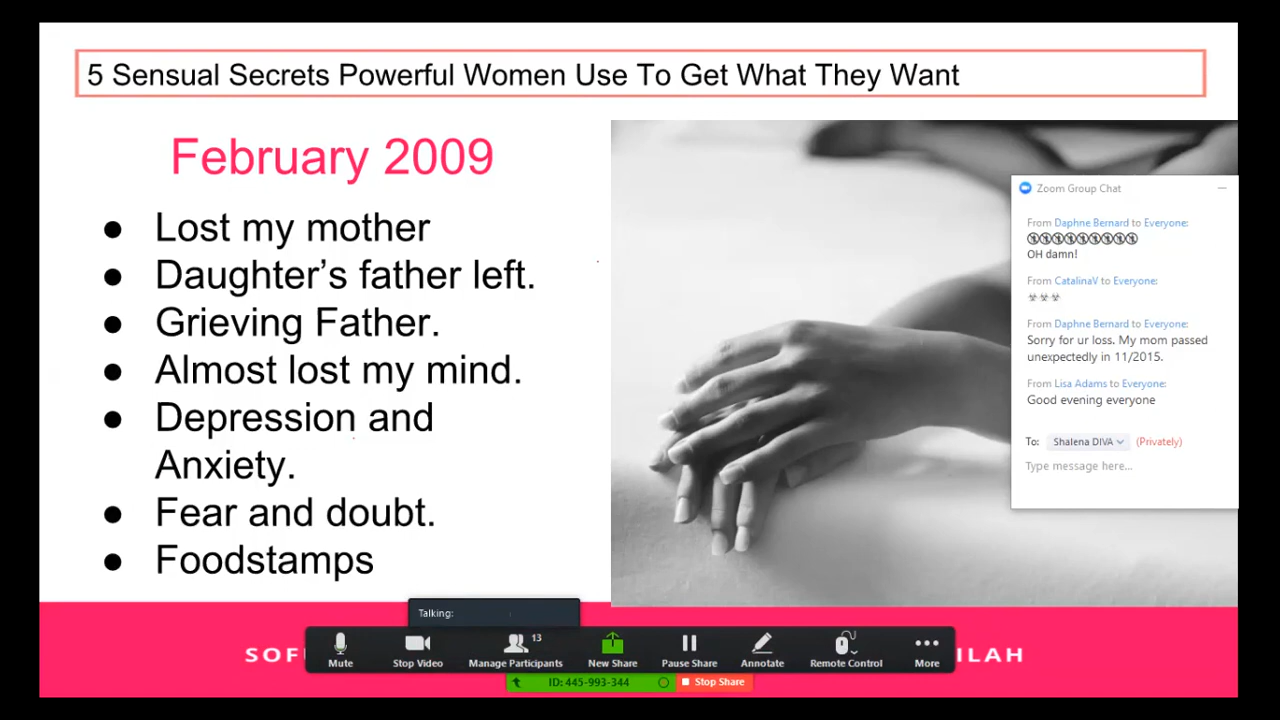 5 Sensual Secrets Powerful Women Use To Get What They Want
February 2009
● Lost my mother
● Daughter’s father left.
● Grieving Father.
● Almost lost my mind.
● Depression and
Anxiety.
● Fear and doubt.
● Foodstamps
Zoom Group Chat
From Daphne Bernard to Everyone:
OH damn!
From CatalinaV to Everyone:
☣☣☣
From Daphne Bernard to Everyone:
Sorry for ur loss. My mom passed
unexpectedly in 11/2015.
From Lisa Adams to Everyone:
Good evening everyone
To: Shalena DIVA (Privately)
Type message here...
Talking:
SOF
ILAH
13
Mute Stop Video Manage Participants New Share Pause Share Annotate Remote Control More
ID: 445-993-344 Stop Share